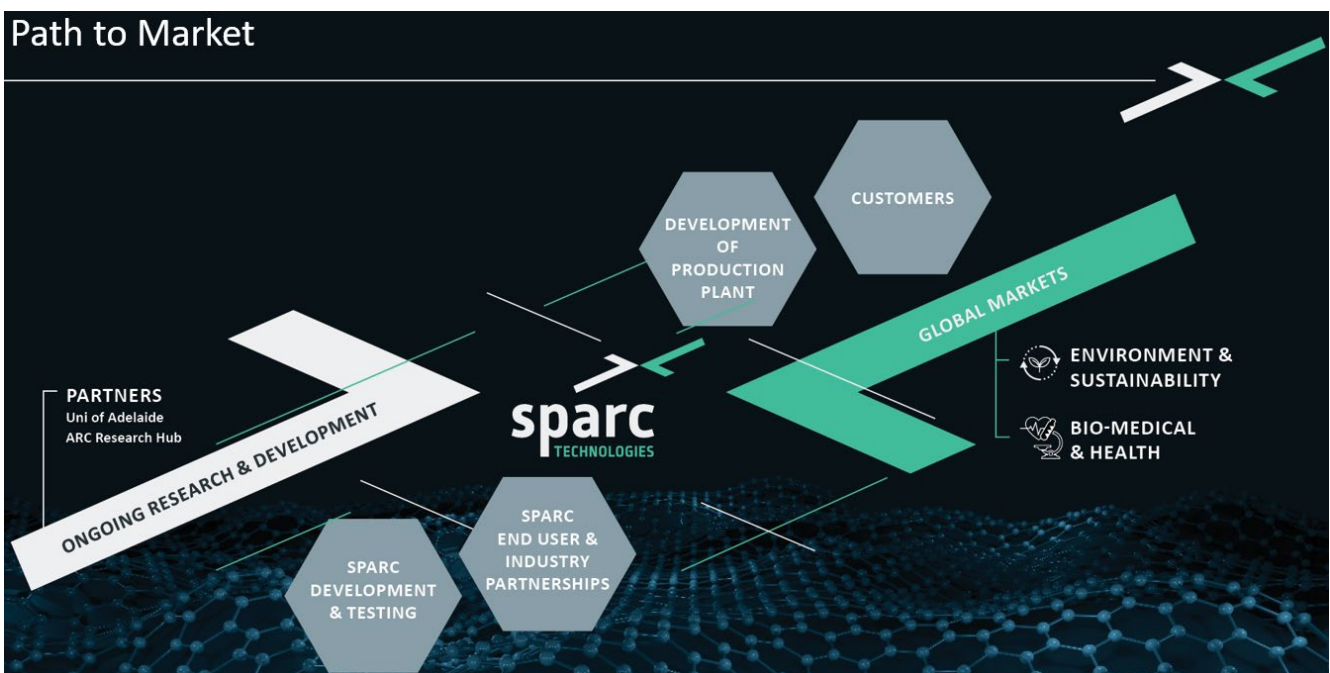 Path to Market
PARTNERS
Uni of Adelaide
ARC Research Hub
ONGOING RESEARCH & DEVELOPMENT
SPARC
DEVELOPMENT
& TESTING
SPARC
END USER &
INDUSTRY
PARTNERSHIPS
sparc
TECHNOLOGIES
DEVELOPMENT
OF
PRODUCTION
PLANT
CUSTOMERS
GLOBAL MARKETS
ENVIRONMENT &
SUSTAINABILITY
BIO-MEDICAL
& HEALTH